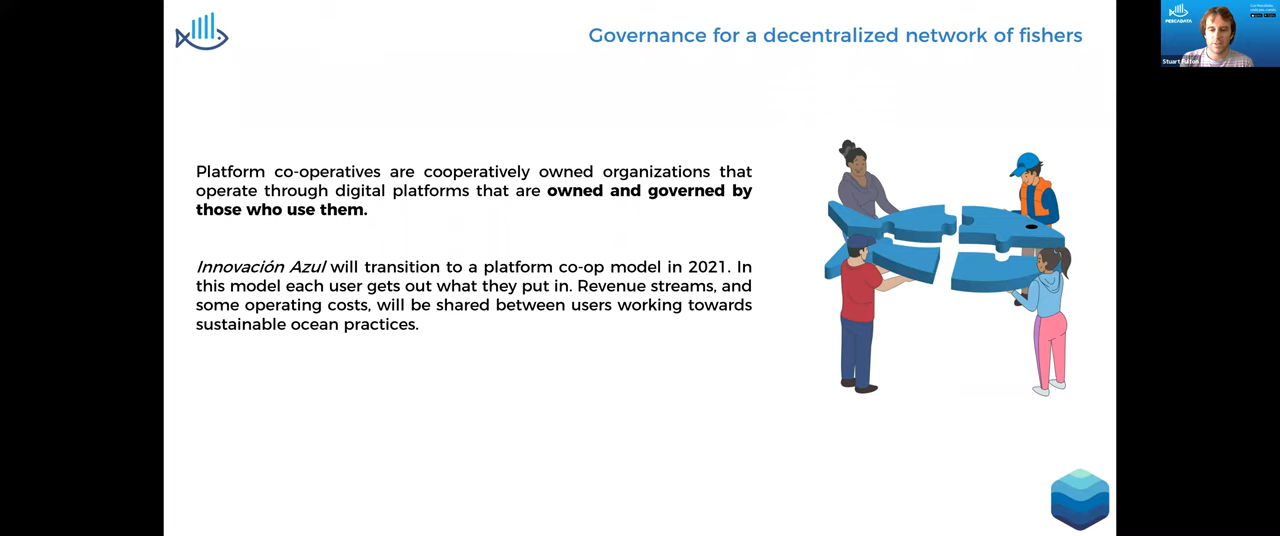 Governance for a decentralized network of fishers
Platform co-operatives are cooperatively owned organizations that
operate through digital platforms that are owned and governed by
those who use them.
Innovación Azul will transition to a platform co-op model in 2021. In
this model each user gets out what they put in. Revenue streams, and
some operating costs, will be shared between users working towards
sustainable ocean practices.
PESCADATA
Stuart Fulton